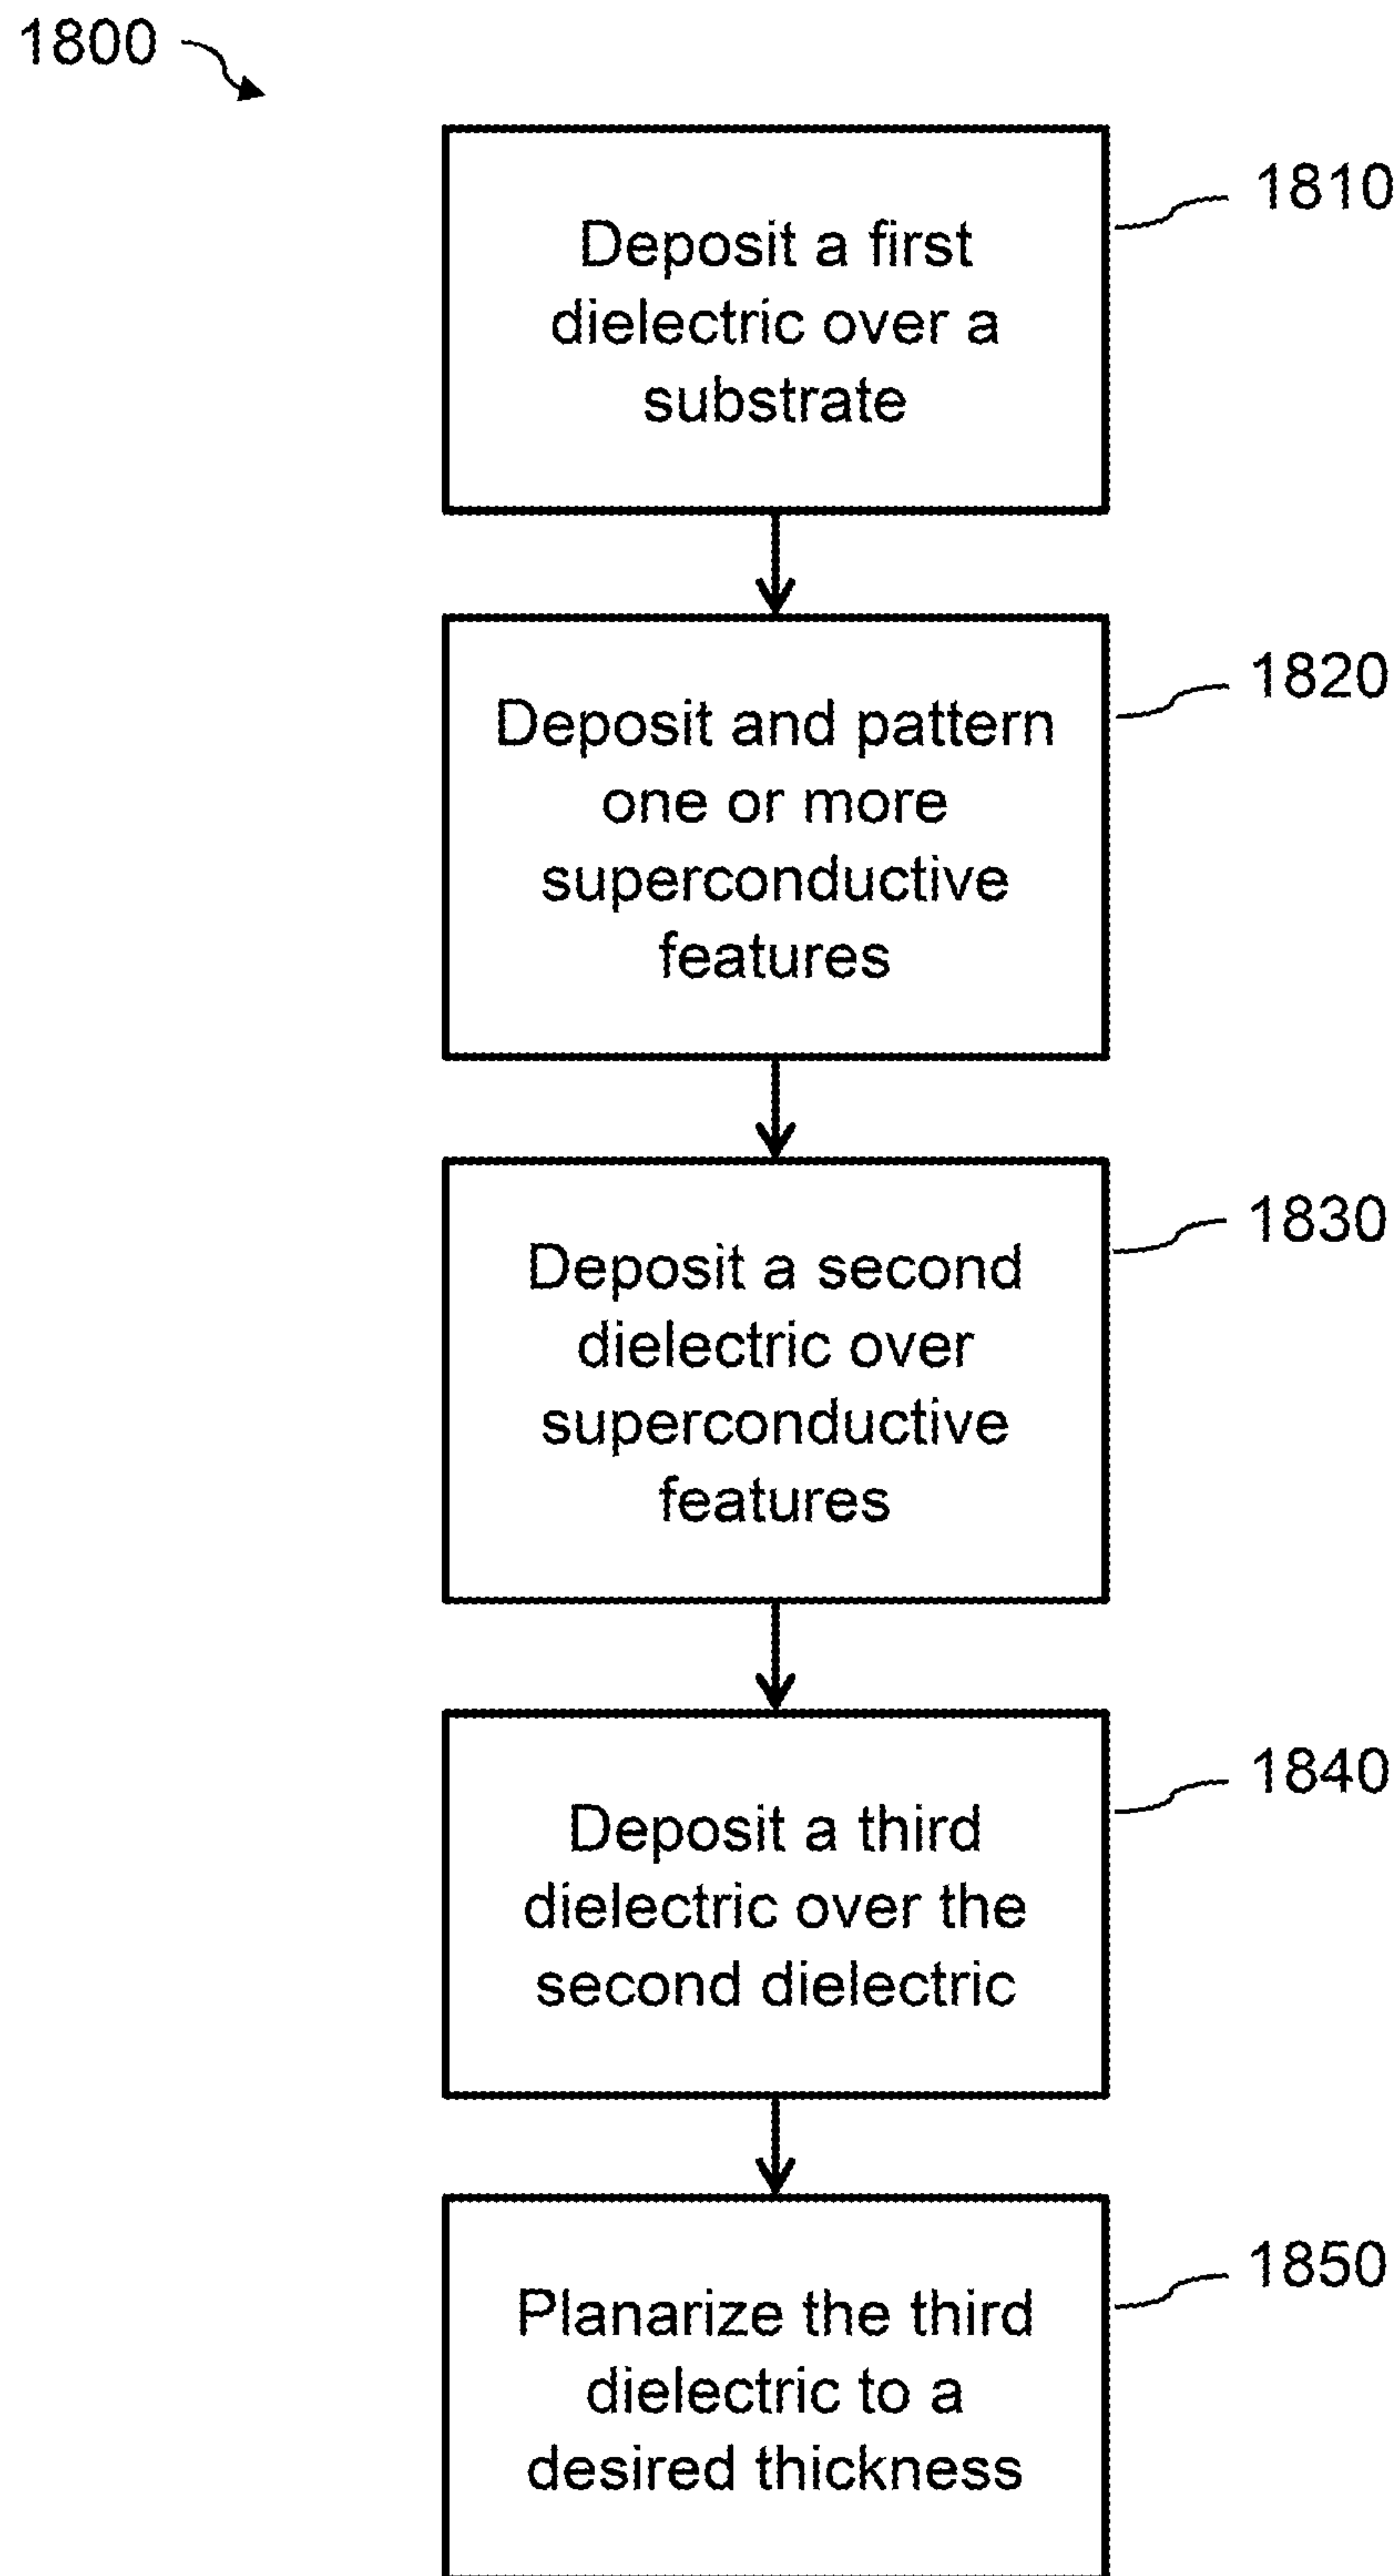 1800
1810
Deposit a first
dielectric over a
substrate
1820
Deposit and pattern
one or more
superconductive
features
1830
Deposit a second
dielectric over
superconductive
features
1840
Deposit a third
dielectric over the
second dielectric
1850
Planarize the third
dielectric to a
desired thickness